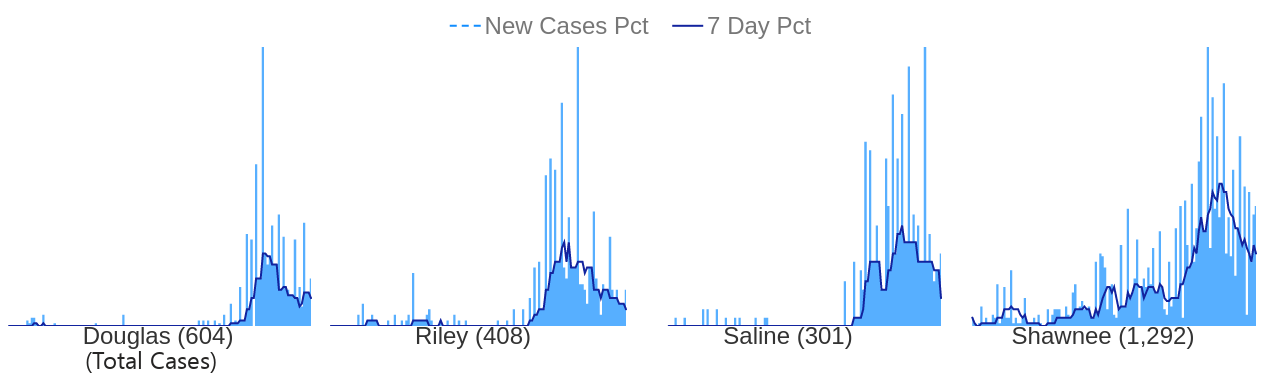 New Cases Pct 7 Day Pct
Douglas (604) Riley (408) Saline (301) Shawnee (1,292)
(Total Cases)